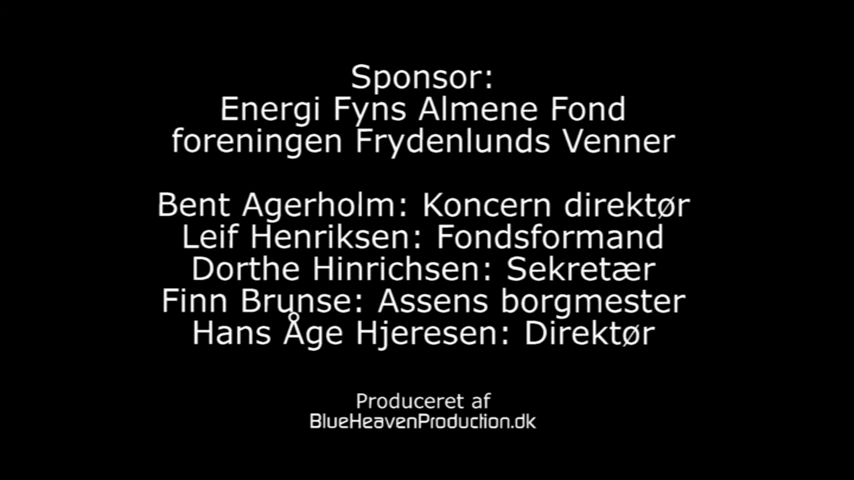 Sponsor:
Energi Fyns Almene Fond
foreningen Frydenlunds Venner
Bent Agerholm: Koncern direktør
Leif Henriksen: Fondsformand
Dorthe Hinrichsen: Sekretær
Finn Brunse: Assens borgmester
Hans Åge Hjeresen: Direktør
Produceret af
BlueHeavenProduction.dk